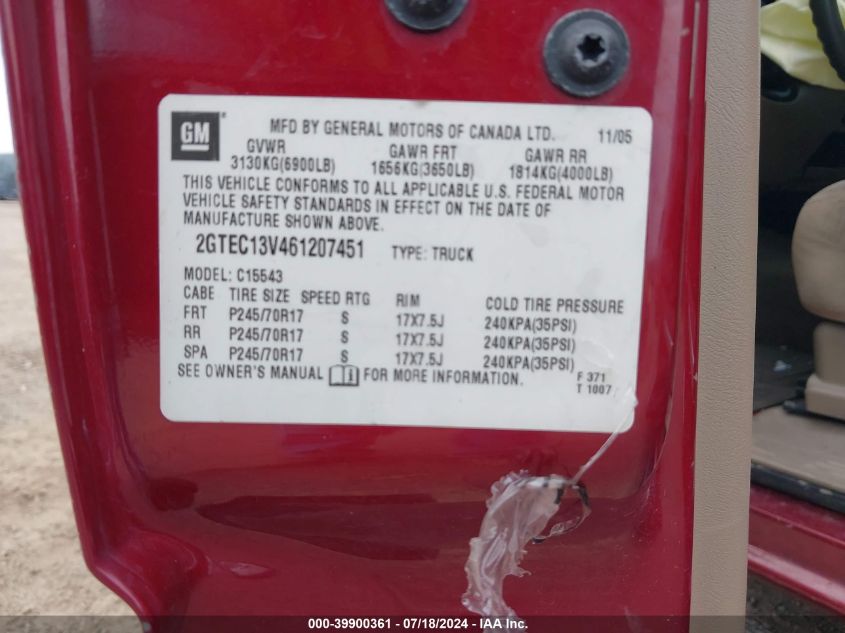 GM
MFD BY GENERAL MOTORS OF CANADA LTD. 11/05
GVWR GAWR FRT GAWR RR
3130KG(6900LB) 1656KG(3650LB) 1814KG(4000LB)
THIS VEHICLE CONFORMS TO ALL APPLICABLE U.S. FEDERAL MOTOR
VEHICLE SAFETY STANDARDS IN EFFECT ON THE DATE OF
MANUFACTURE SHOWN ABOVE.
2GTEC13V461207451 TYPE: TRUCK
MODEL: C15543
CABE TIRE SIZE SPEED RTG RIM COLD TIRE PRESSURE
FRT P245/70R17 S 17X7.5J 240KPA(35PSI)
RR P245/70R17 S 17X7.5J 240KPA(35PSI)
SPA P245/70R17 S 17X7.5J 240KPA(35PSI)
SEE OWNER'S MANUAL FOR MORE INFORMATION.
F 371
T 1007
000-39900361 - 07/18/2024 - IAAI.com